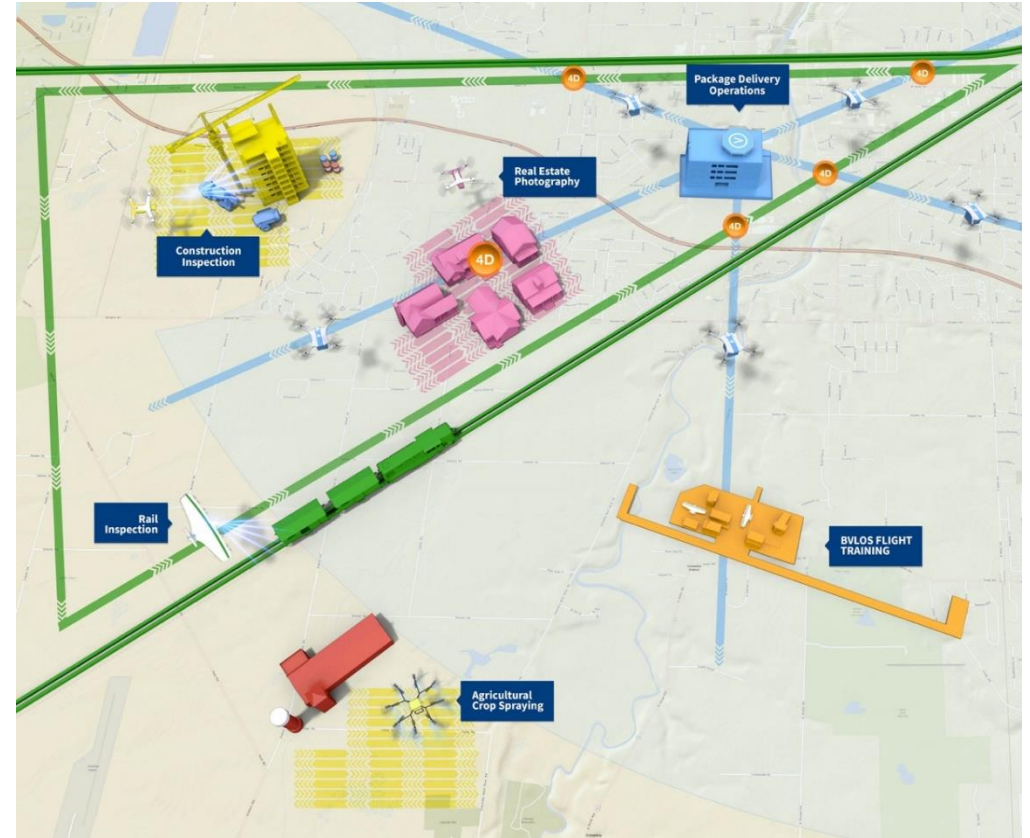 4D
4D
Package Delivery
Operations
Real Estate
Photography
4D
4D
Construction
Inspection
4D
Rail
Inspection
BVLOS FLIGHT
TRAINING
Agricultural
Crop Spraying